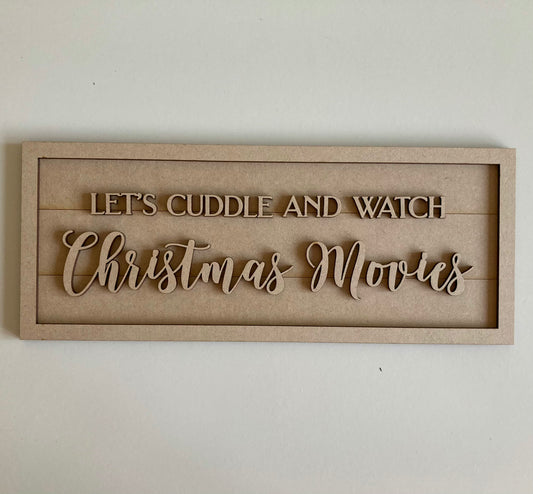 LET'S CUDDLE AND WATCH
Christmas Movies